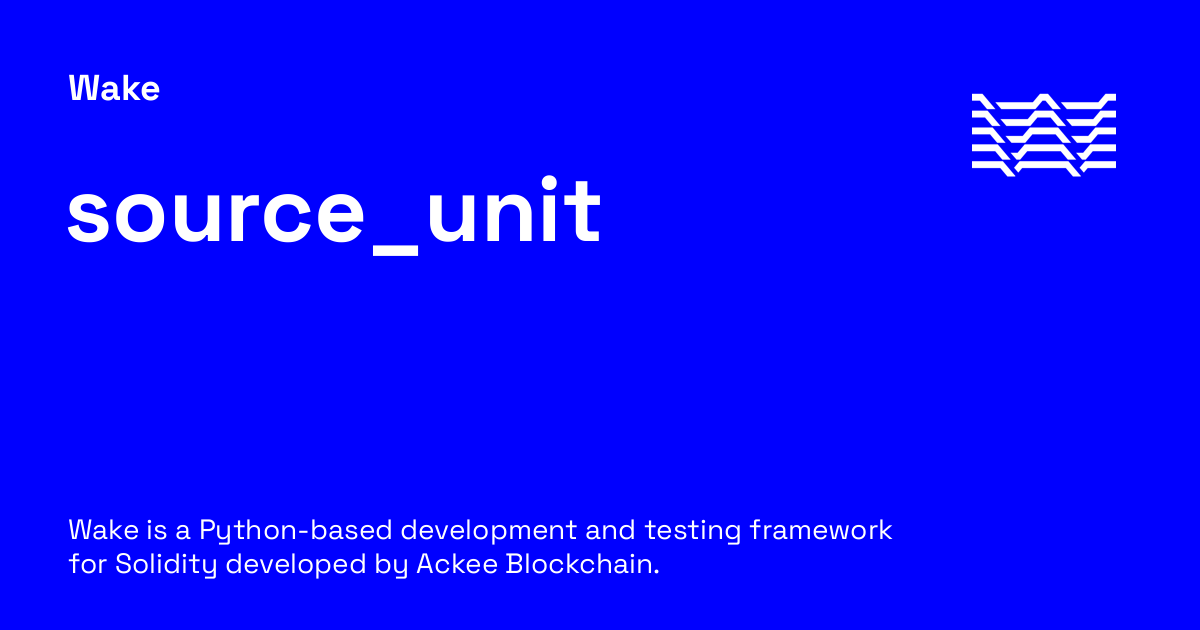 Wake
source_unit
Wake is a Python-based development and testing framework
for Solidity developed by Ackee Blockchain.